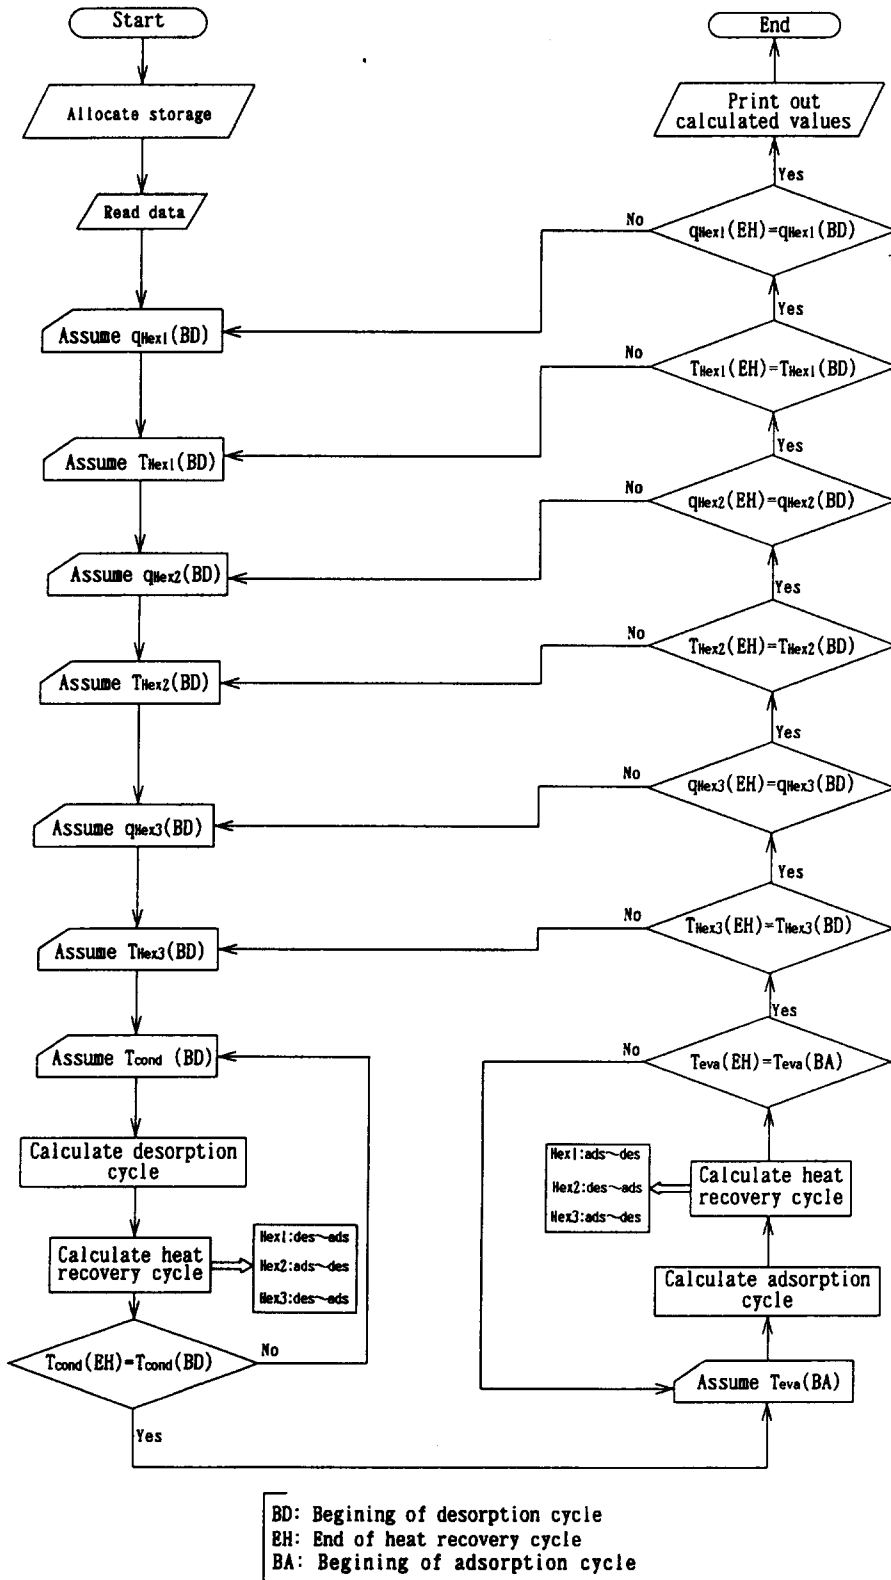 Start
Allocate storage
Read data
Assume qHex1(BD)
Assume THex1(BD)
Assume qHex2(BD)
Assume THex2(BD)
Assume qHex3(BD)
Assume THex3(BD)
Assume Tcond (BD)
Calculate desorption
cycle
Calculate heat
recovery cycle
Hex1:des~ads
Hex2:ads~des
Hex3:des~ads
Tcond(EH)=Tcond(BD)
No
Yes
Assume Teva(BA)
Calculate adsorption
cycle
Calculate heat
recovery cycle
Hex1:ads~des
Hex2:des~ads
Hex3:ads~des
Teva(EH)=Teva(BA)
No
Yes
THex3(EH)=THex3(BD)
No
Yes
qHex3(EH)=qHex3(BD)
No
Yes
THex2(EH)=THex2(BD)
No
Yes
qHex2(EH)=qHex2(BD)
No
Yes
THex1(EH)=THex1(BD)
No
Yes
qHex1(EH)=qHex1(BD)
No
Yes
Print out
calculated values
End
BD: Begining of desorption cycle
EH: End of heat recovery cycle
BA: Begining of adsorption cycle